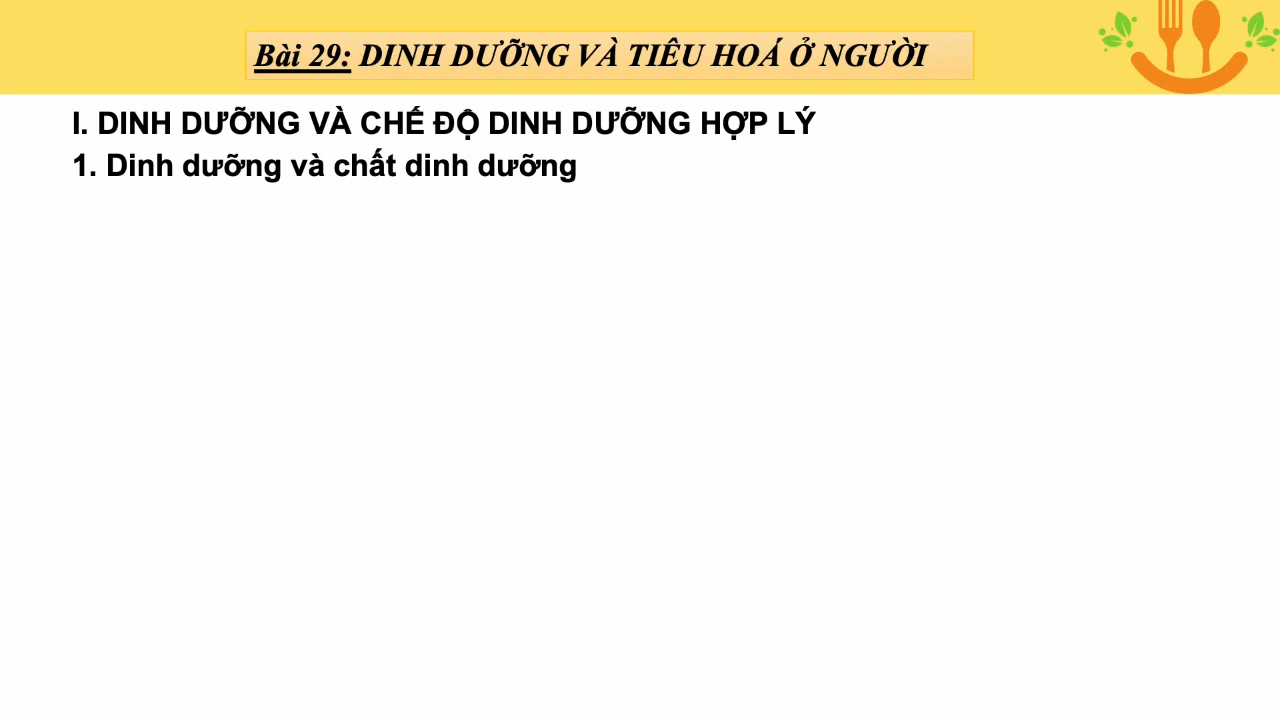 Bài 29: DINH DƯỠNG VÀ TIÊU HOÁ Ở NGƯỜI
I. DINH DƯỠNG VÀ CHẾ ĐỘ DINH DƯỠNG HỢP LÝ
1. Dinh dưỡng và chất dinh dưỡng